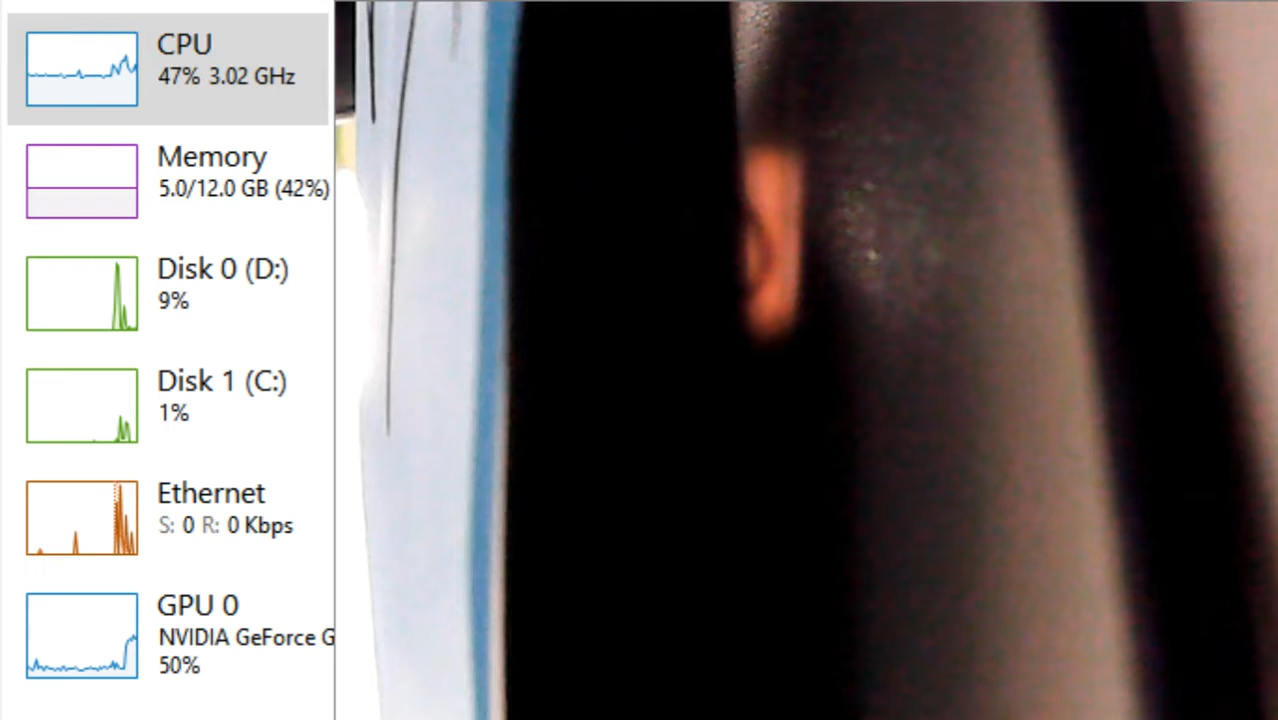 CPU
47% 3.02 GHz
Memory
5.0/12.0 GB (42%)
Disk 0 (D:)
9%
Disk 1 (C:)
1%
Ethernet
S: 0 R: 0 Kbps
GPU 0
NVIDIA GeForce G
50%